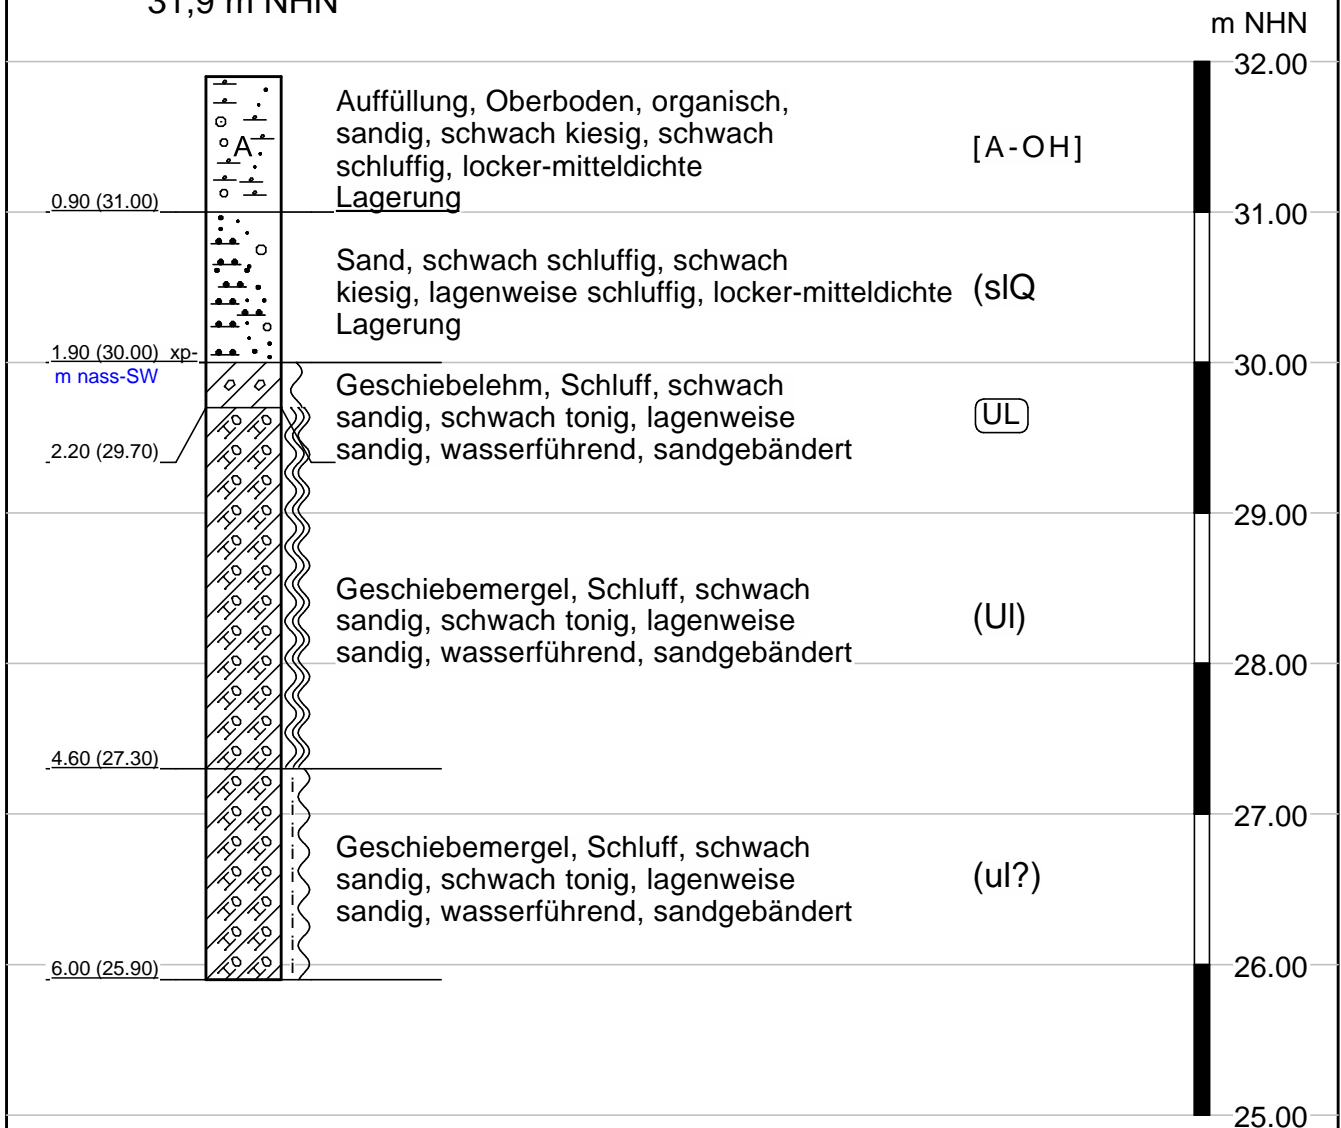 31,9 m NHN
m NHN
32.00
Auffüllung, Oberboden, organisch,
sandig, schwach kiesig, schwach
schluffig, locker-mitteldichte
Lagerung
[A-OH]
A
0.90 (31.00)
31.00
Sand, schwach schluffig, schwach
kiesig, lagenweise schluffig, locker-mitteldichte
Lagerung
(slQ
1.90 (30.00) xp-
m nass-SW
30.00
Geschiebelehm, Schluff, schwach
sandig, schwach tonig, lagenweise
sandig, wasserführend, sandgebändert
UL
2.20 (29.70)
29.00
Geschiebemergel, Schluff, schwach
sandig, schwach tonig, lagenweise
sandig, wasserführend, sandgebändert
(Ul)
28.00
4.60 (27.30)
27.00
Geschiebemergel, Schluff, schwach
sandig, schwach tonig, lagenweise
sandig, wasserführend, sandgebändert
(ul?)
6.00 (25.90)
26.00
25.00